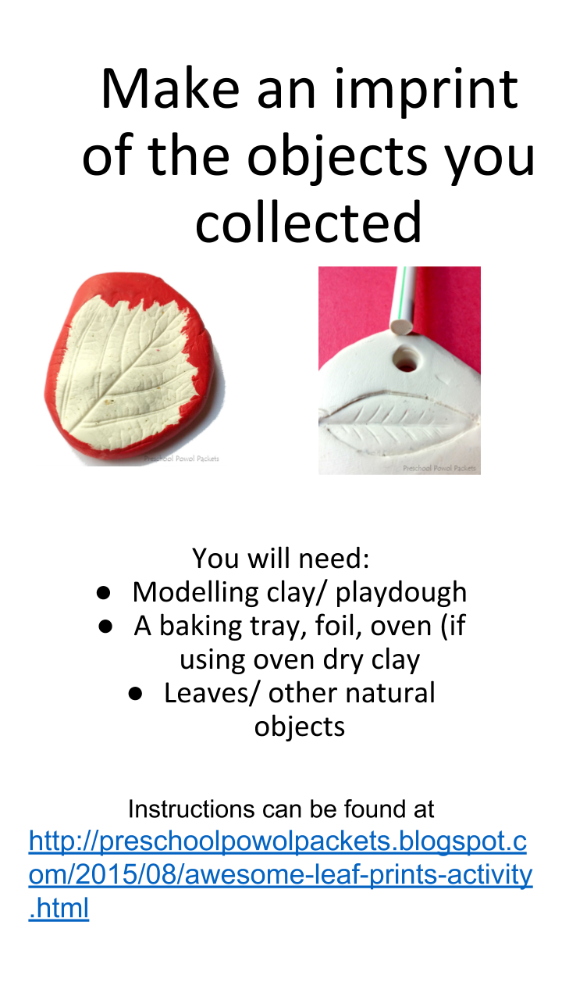 Make an imprint
of the objects you
collected
Preschool Powol Packets
Preschool Powol Packets
You will need:
● Modelling clay/ playdough
● A baking tray, foil, oven (if
using oven dry clay
● Leaves/ other natural
objects
Instructions can be found at
http://preschoolpowolpackets.blogspot.c
om/2015/08/awesome-leaf-prints-activity
.html